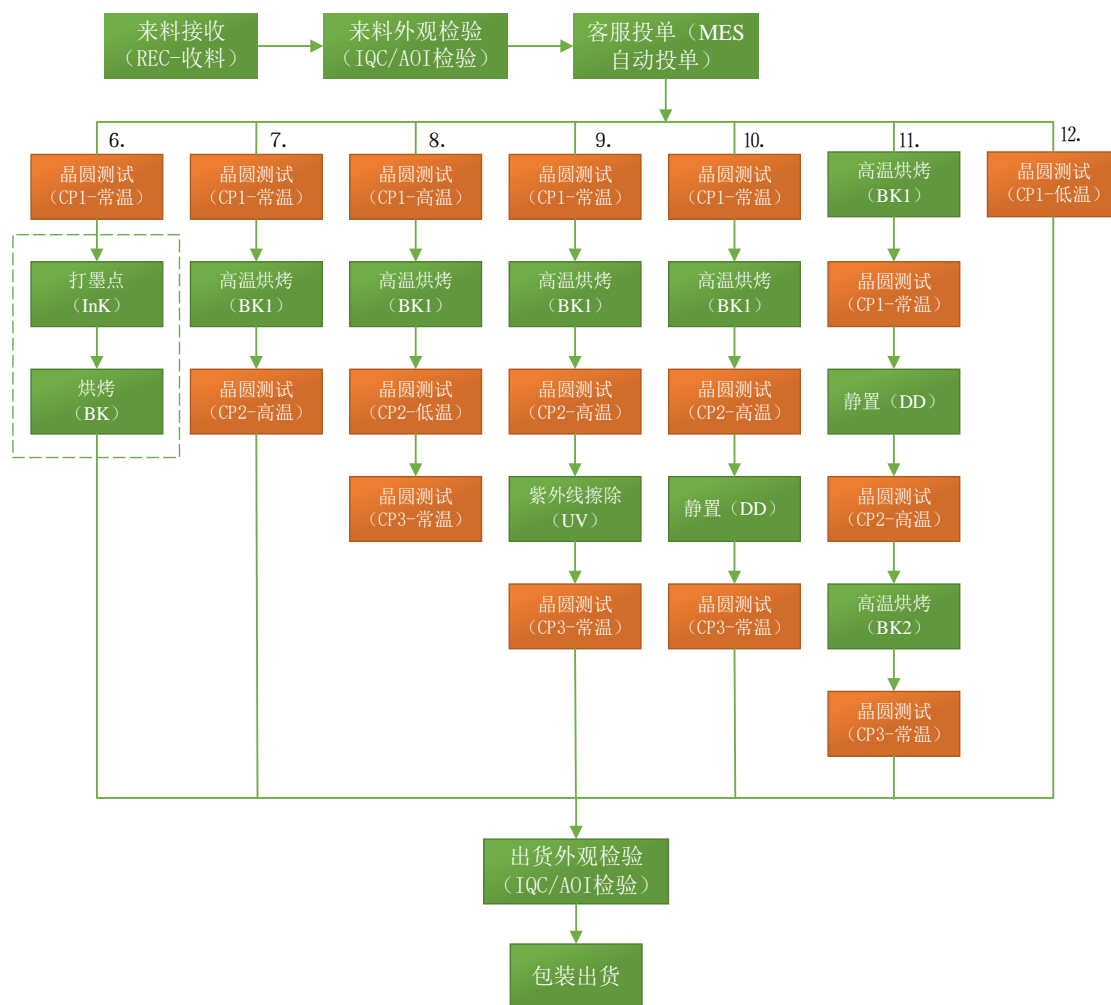 来料接收
（REC-收料）
来料外观检验
（IQC/AOI检验）
客服投单（MES
自动投单）
6.
7.
8.
9.
10.
11.
12.
晶圆测试
（CP1-常温）
打墨点
（InK）
烘烤
（BK）
晶圆测试
（CP1-常温）
高温烘烤
（BK1）
晶圆测试
（CP2-高温）
晶圆测试
（CP1-高温）
高温烘烤
（BK1）
晶圆测试
（CP2-低温）
晶圆测试
（CP3-常温）
晶圆测试
（CP1-常温）
高温烘烤
（BK1）
晶圆测试
（CP2-高温）
紫外线擦除
（UV）
晶圆测试
（CP3-常温）
晶圆测试
（CP1-常温）
高温烘烤
（BK1）
晶圆测试
（CP2-高温）
静置（DD）
晶圆测试
（CP3-常温）
高温烘烤
（BK1）
晶圆测试
（CP1-常温）
静置（DD）
晶圆测试
（CP2-高温）
高温烘烤
（BK2）
晶圆测试
（CP3-常温）
晶圆测试
（CP1-低温）
出货外观检验
（IQC/AOI检验）
包装出货